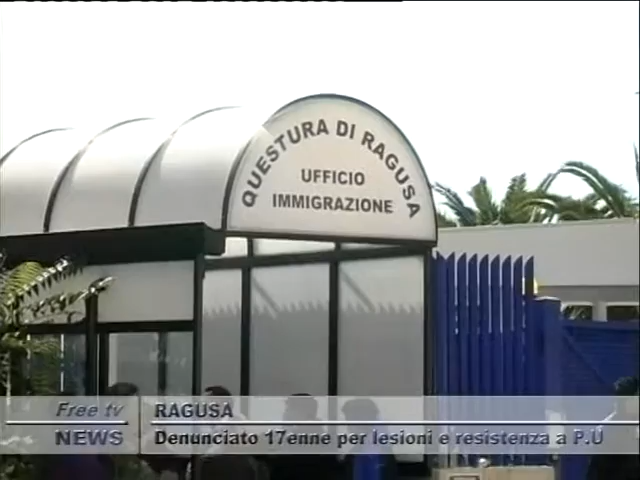 QUESTURA DI RAGUSA
UFFICIO
IMMIGRAZIONE
Free tv
NEWS
RAGUSA
Denunciato 17enne per lesioni e resistenza a P.U